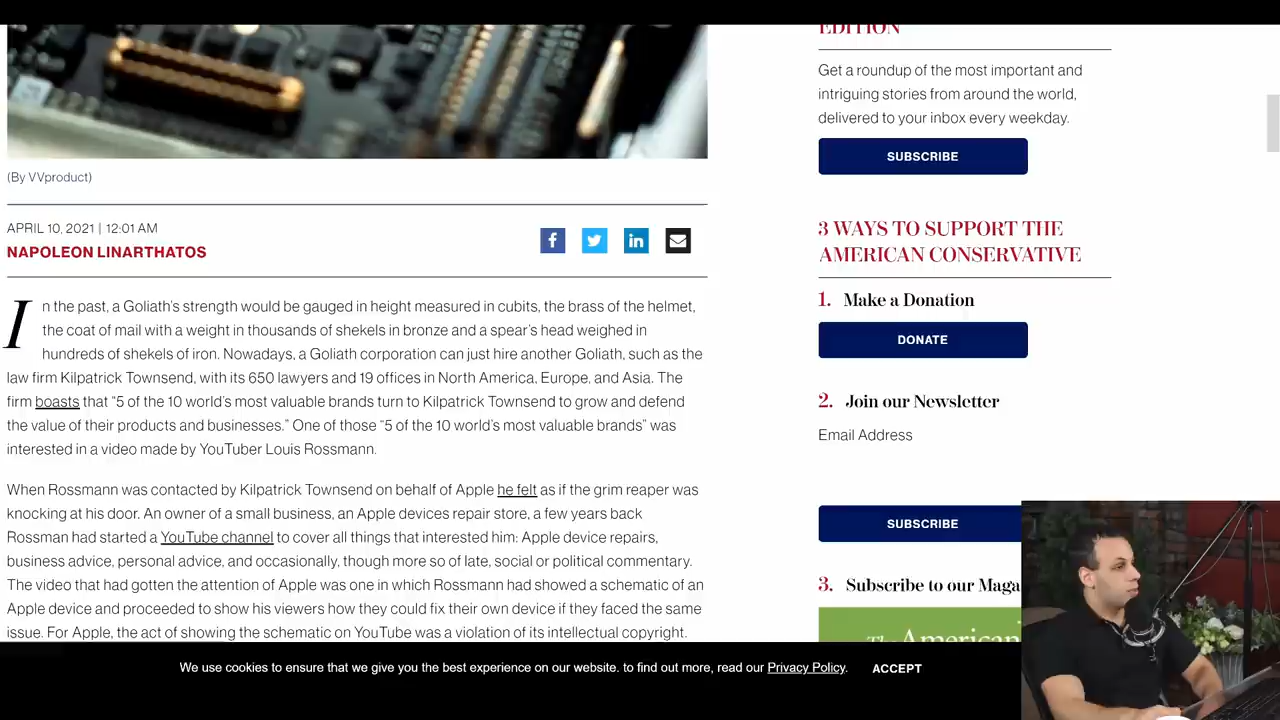 (By VVproduct)
APRIL 10, 2021 | 12:01 AM
NAPOLEON LINARTHATOS
In the past, a Goliath's strength would be gauged in height measured in cubits, the brass of the helmet,
the coat of mail with a weight in thousands of shekels in bronze and a spear's head weighed in
hundreds of shekels of iron. Nowadays, a Goliath corporation can just hire another Goliath, such as the
law firm Kilpatrick Townsend, with its 650 lawyers and 19 offices in North America, Europe, and Asia. The
firm boasts that “5 of the 10 world's most valuable brands turn to Kilpatrick Townsend to grow and defend
the value of their products and businesses.” One of those “5 of the 10 world's most valuable brands” was
interested in a video made by YouTuber Louis Rossmann.
When Rossmann was contacted by Kilpatrick Townsend on behalf of Apple he felt as if the grim reaper was
knocking at his door. An owner of a small business, an Apple devices repair store, a few years back
Rossman had started a YouTube channel to cover all things that interested him: Apple device repairs,
business advice, personal advice, and occasionally, though more so of late, social or political commentary.
The video that had gotten the attention of Apple was one in which Rossmann had showed a schematic of an
Apple device and proceeded to show his viewers how they could fix their own device if they faced the same
issue. For Apple, the act of showing the schematic on YouTube was a violation of its intellectual copyright.
EDITION
Get a roundup of the most important and
intriguing stories from around the world,
delivered to your inbox every weekday.
SUBSCRIBE
3 WAYS TO SUPPORT THE
AMERICAN CONSERVATIVE
1. Make a Donation
DONATE
2. Join our Newsletter
Email Address
SUBSCRIBE
3. Subscribe to our Maga
The American
We use cookies to ensure that we give you the best experience on our website. to find out more, read our Privacy Policy. ACCEPT